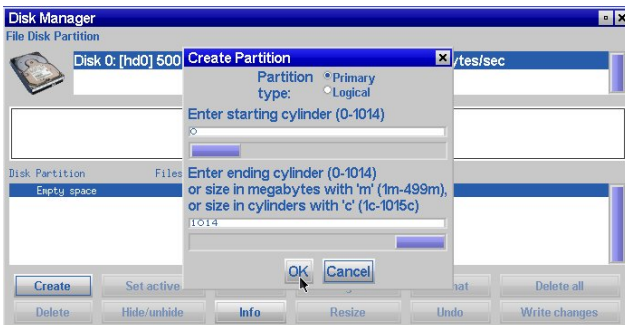 Disk Manager
File Disk Partition
Disk 0: [hd0] 500
ytes/sec
Create Partition
Partition type:
Primary
Logical
Enter starting cylinder (0-1014)
0
Enter ending cylinder (0-1014)
or size in megabytes with 'm' (1m-499m),
or size in cylinders with 'c' (1c-1015c)
1014
OK Cancel
Disk Partition Files
Empty space
Create Set active Delete all
Delete Hide/unhide Info Resize Undo Write changes